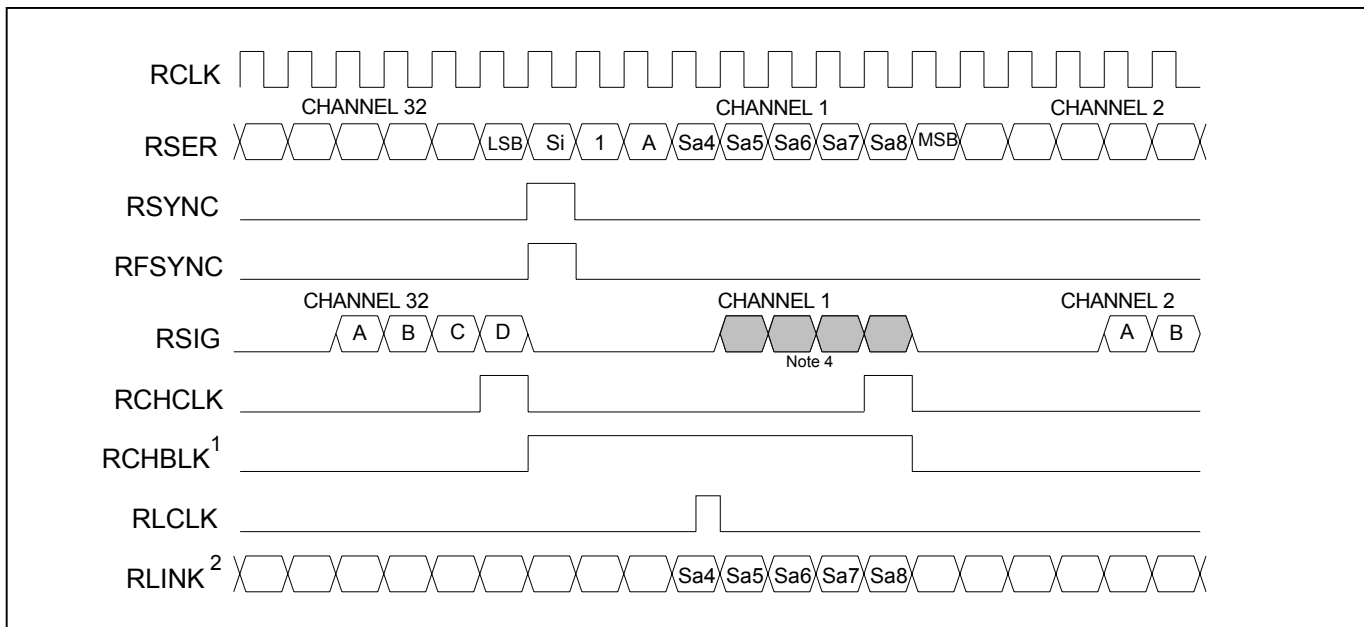 RCLK
CHANNEL 32 CHANNEL 1 CHANNEL 2
RSER LSB Si 1 A Sa4 Sa5 Sa6 Sa7 Sa8 MSB
RSYNC
RFSYNC
CHANNEL 32 CHANNEL 1 CHANNEL 2
RSIG A B C D A B
Note 4
RCHCLK
RCHBLK1
RLCLK
RLINK2 Sa4 Sa5 Sa6 Sa7 Sa8